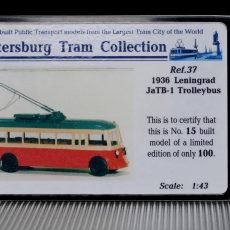 built Public Transport models from the Largest Tram City of the World
tersburg Tram Collection
Ref.37
1936 Leningrad
JaTB-1 Trolleybus
This is to certify that
this is No. 15 built
model of a limited
edition of only 100.
Scale: 1:43